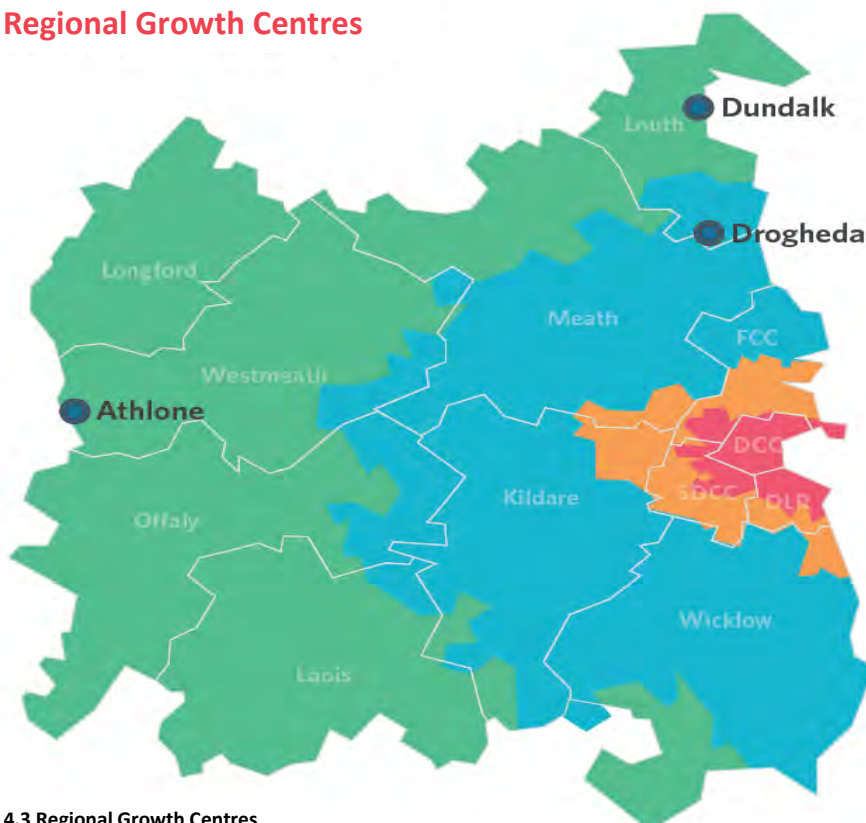 Regional Growth Centres
Dundalk
Louth
Drogheda
Longford
Meath
FCC
Westmeath
Athlone
DCC
Kildare
SDCC
DLR
Offaly
Wicklow
Laois
4.3 Regional Growth Centres